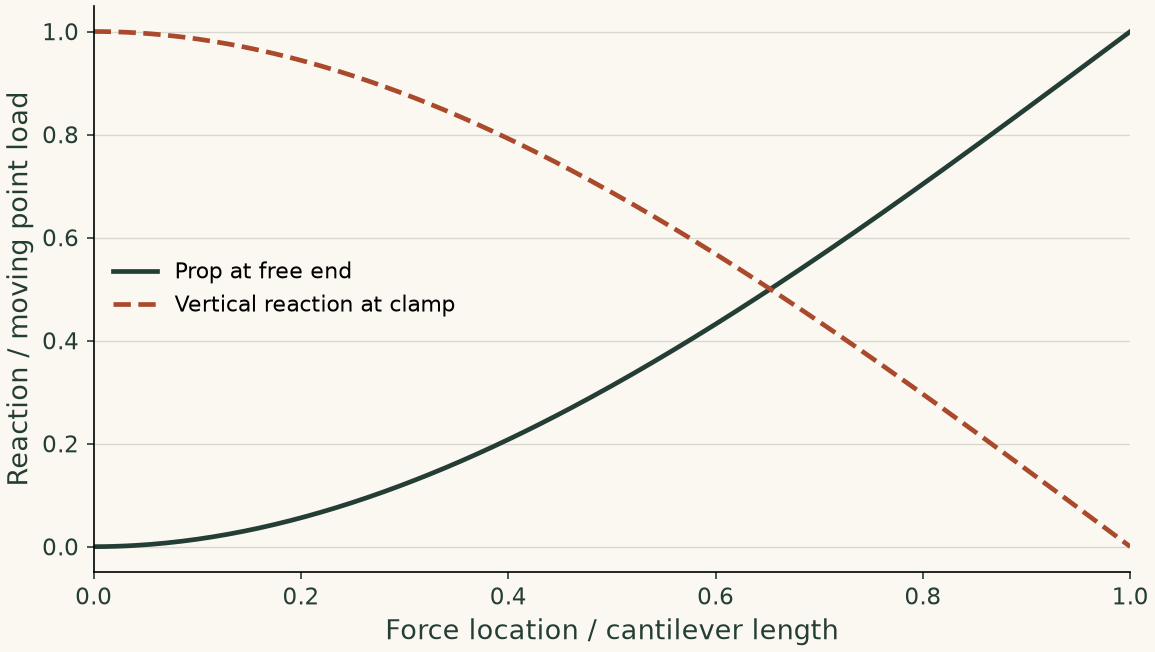 Reaction / moving point load
1.0
0.8
0.6
0.4
0.2
0.0
Prop at free end
Vertical reaction at clamp
0.0 0.2 0.4 0.6 0.8 1.0
Force location / cantilever length